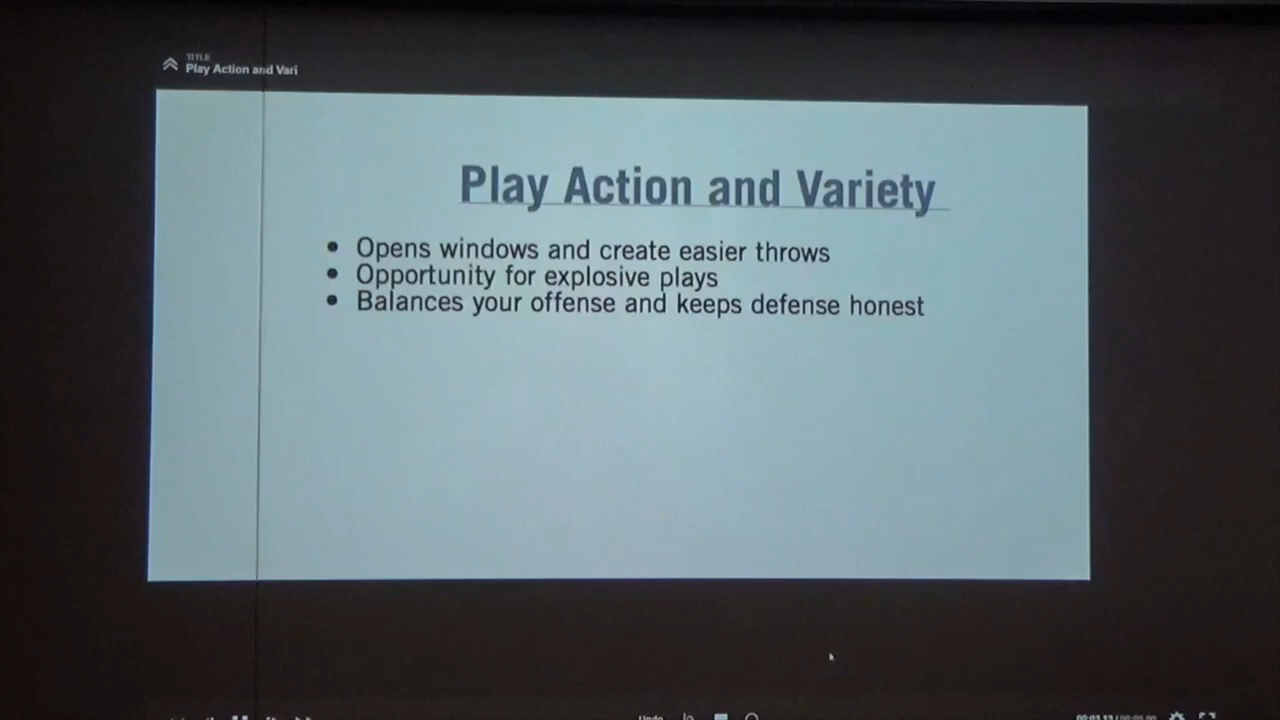 TITLE
Play Action and Vari
Play Action and Variety
• Opens windows and create easier throws
• Opportunity for explosive plays
• Balances your offense and keeps defense honest